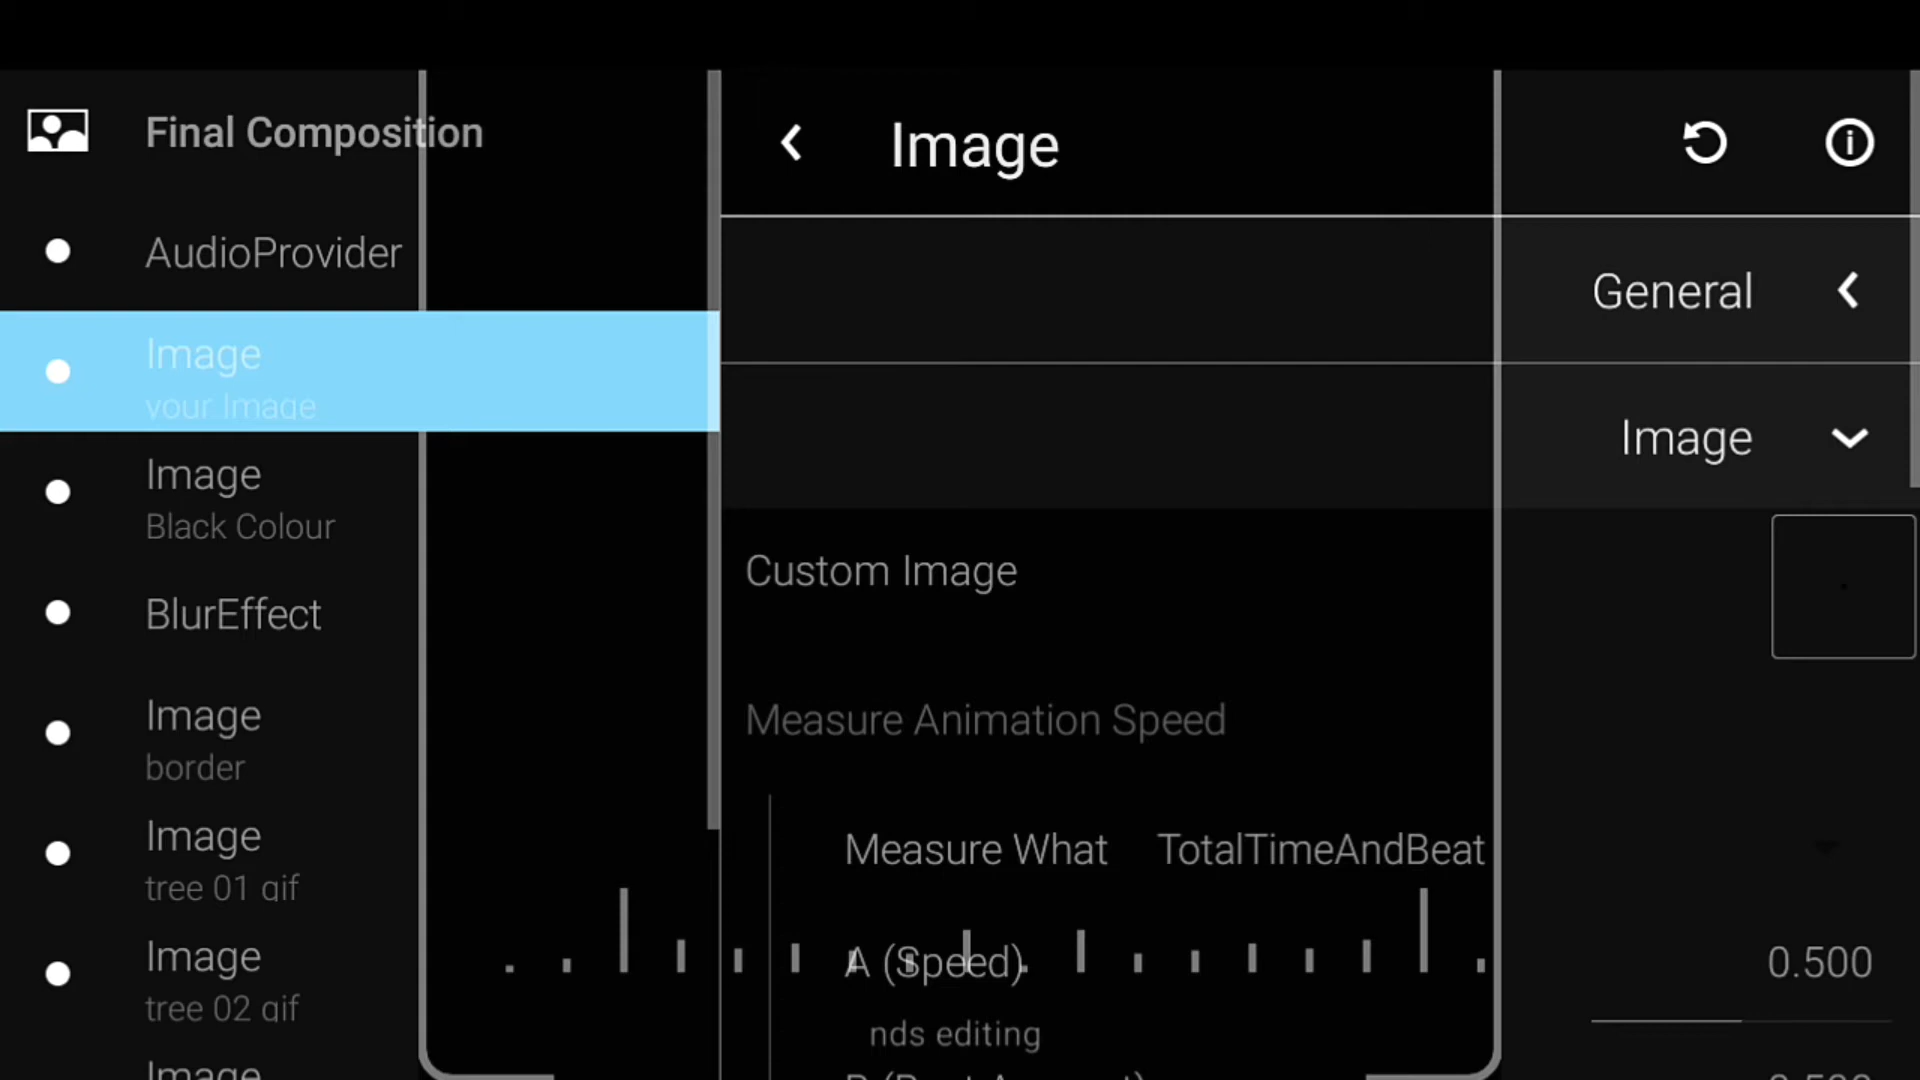 Final Composition
AudioProvider
Image
your Image
Image
Black Colour
BlurEffect
Image
border
Image
tree 01 gif
Image
tree 02 gif
Image
Image
General
Image
Custom Image
Measure Animation Speed
Measure What TotalTimeAndBeat
A (Speed) 0.500
nds editing